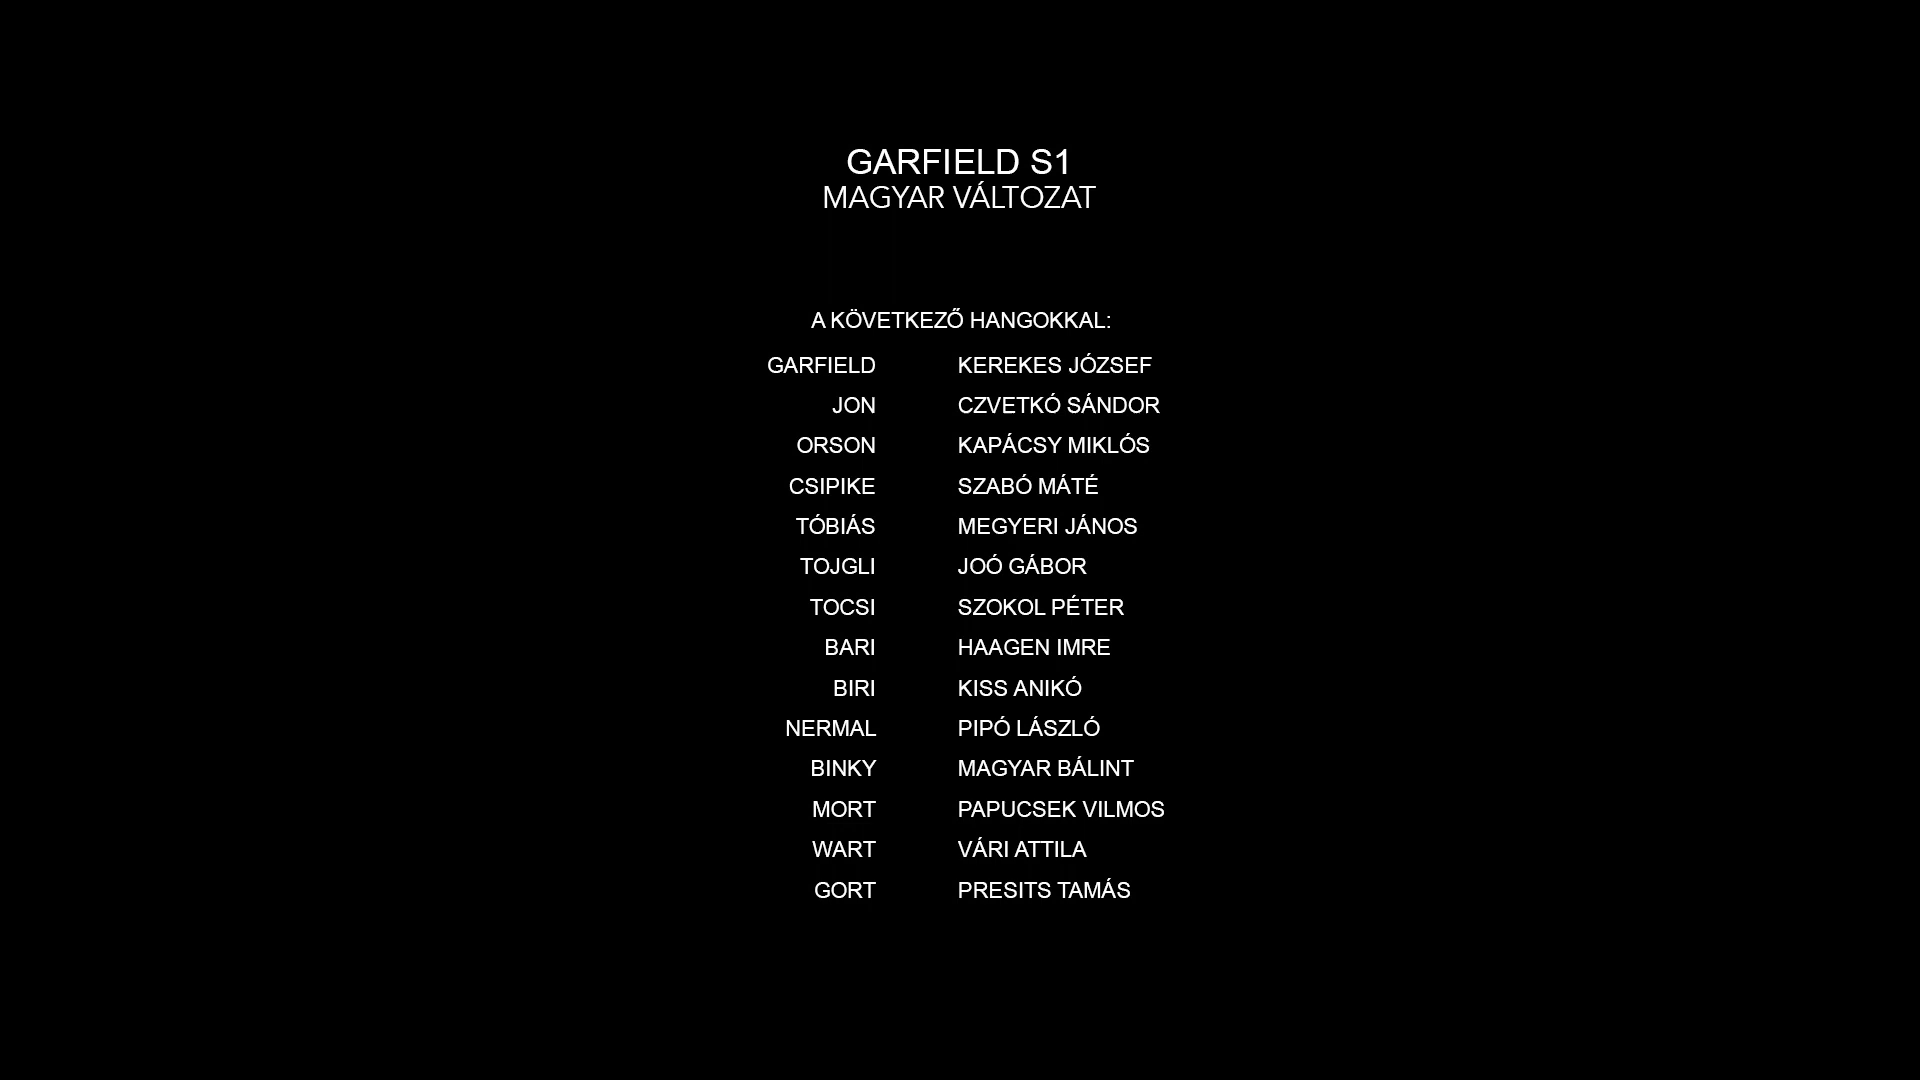 GARFIELD S1
MAGYAR VÁLTOZAT
A KÖVETKEZŐ HANGOKKAL:
GARFIELD KEREKES JÓZSEF
JON CZVETKÓ SÁNDOR
ORSON KAPÁCSY MIKLÓS
CSIPIKE SZABÓ MÁTÉ
TÓBIÁS MEGYERI JÁNOS
TOJGLI JOÓ GÁBOR
TOCSI SZOKOL PÉTER
BARI HAAGEN IMRE
BIRI KISS ANIKÓ
NERMAL PIPÓ LÁSZLÓ
BINKY MAGYAR BÁLINT
MORT PAPUCSEK VILMOS
WART VÁRI ATTILA
GORT PRESITS TAMÁS